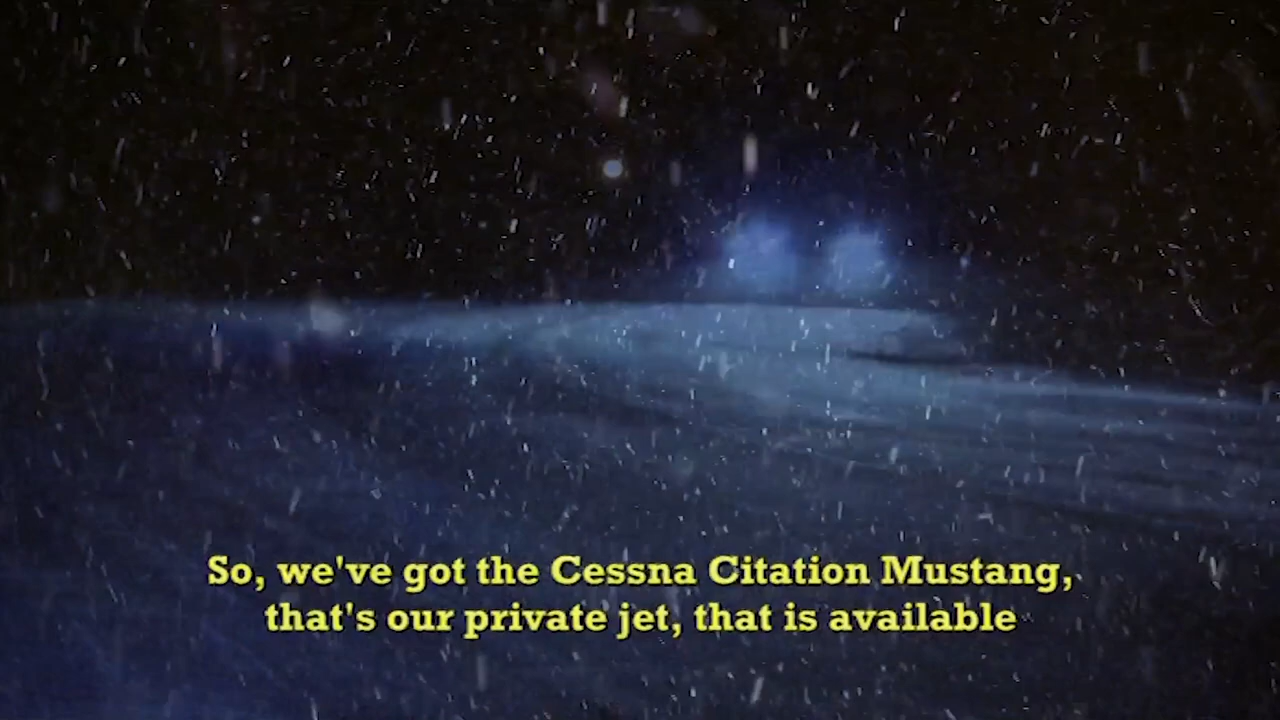 So, we've got the Cessna Citation Mustang,
that's our private jet, that is available